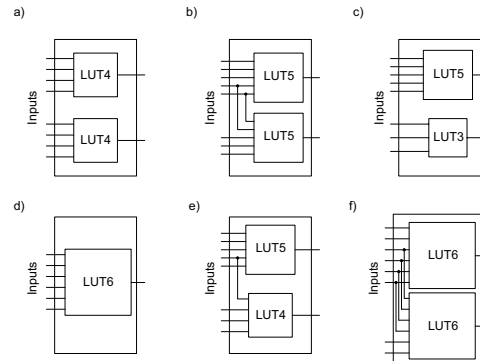 a)
Inputs
LUT4
LUT4
b)
Inputs
LUT5
LUT5
c)
Inputs
LUT5
LUT3
d)
Inputs
LUT6
e)
Inputs
LUT5
LUT4
f)
Inputs
LUT6
LUT6